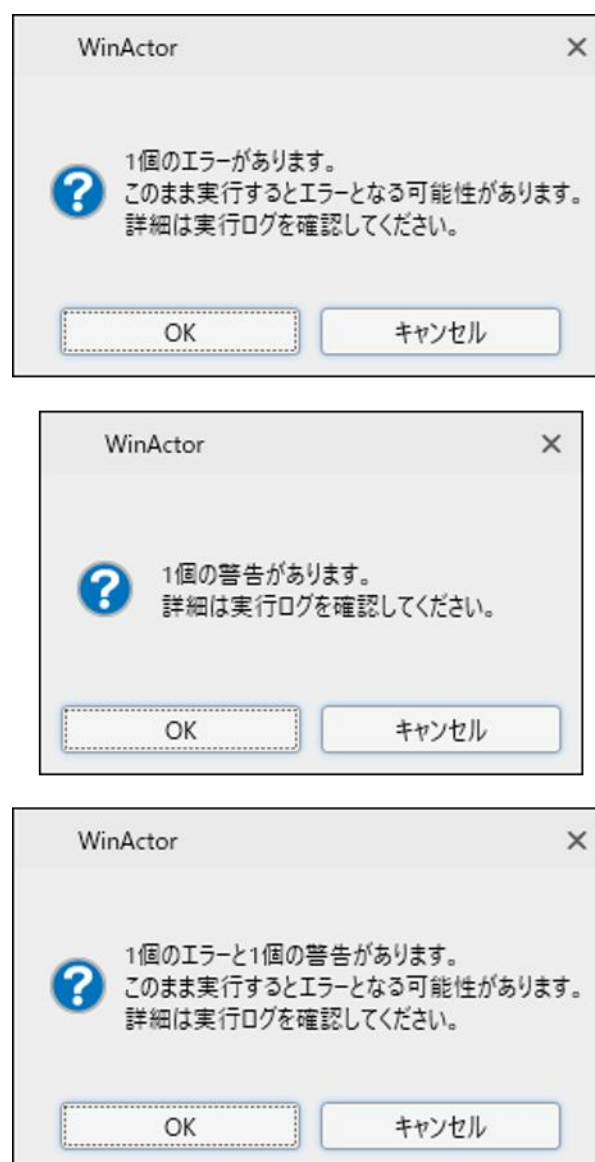 WinActor
1個のエラーがあります。
このまま実行するとエラーとなる可能性があります。
詳細は実行ログを確認してください。
OK
キャンセル
WinActor
1個の警告があります。
詳細は実行ログを確認してください。
OK
キャンセル
WinActor
1個のエラーと1個の警告があります。
このまま実行するとエラーとなる可能性があります。
詳細は実行ログを確認してください。
OK
キャンセル